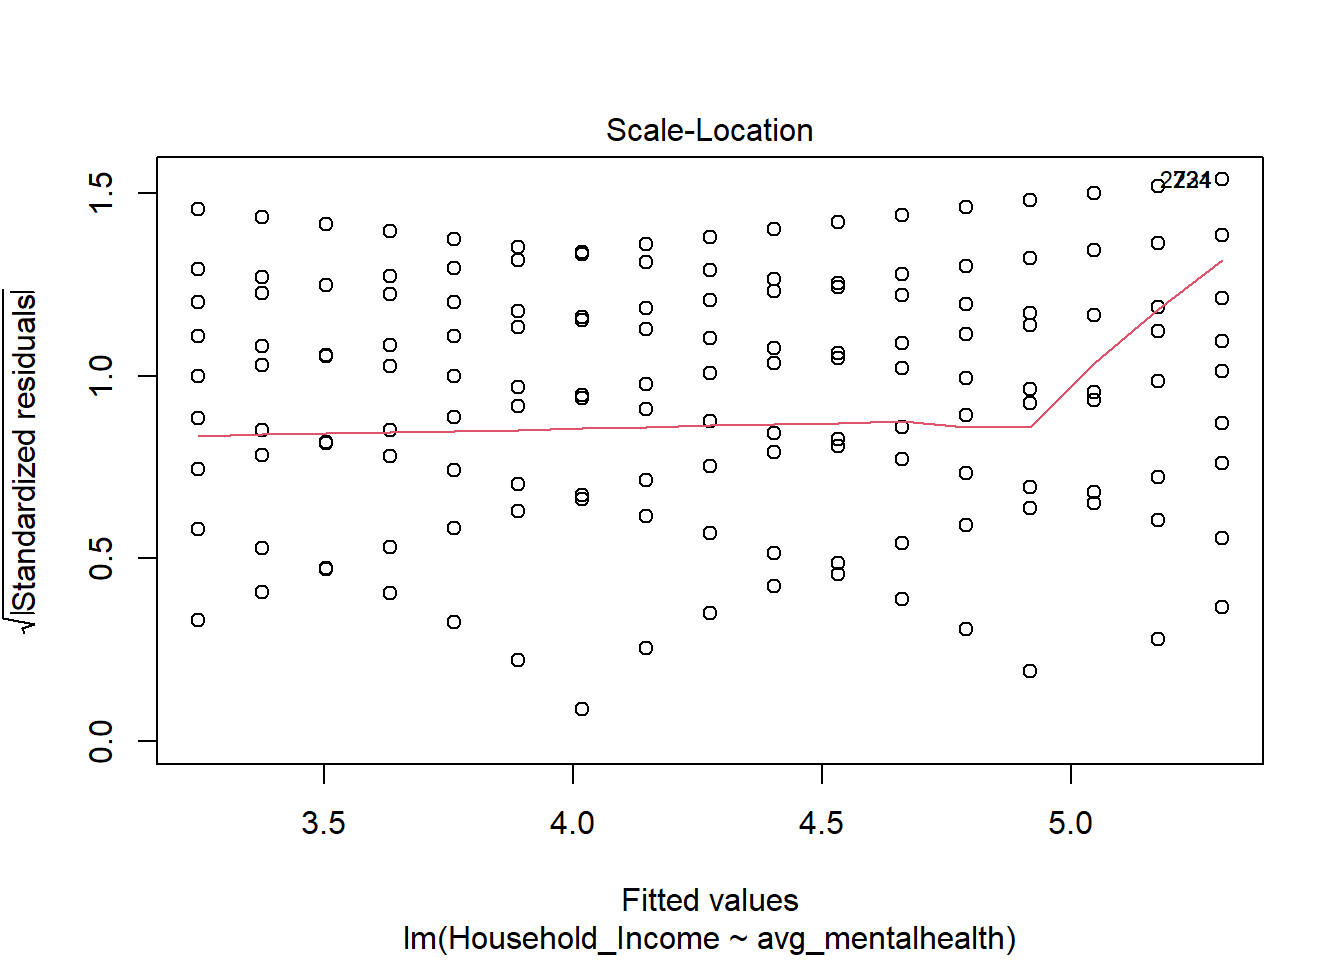 Scale-Location
√|Standardized residuals|
1.5
1.0
0.5
0.0
3.5 4.0 4.5 5.0
Fitted values
lm(Household_Income ~ avg_mentalhealth)